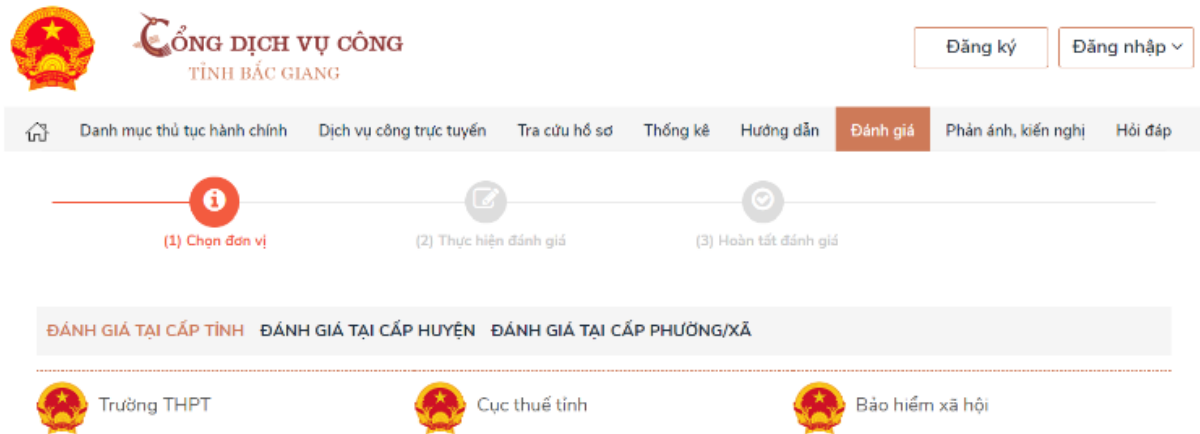 CỔNG DỊCH VỤ CÔNG
TỈNH BẮC GIANG
Đăng ký
Đăng nhập
Danh mục thủ tục hành chính Dịch vụ công trực tuyến Tra cứu hồ sơ Thống kê Hướng dẫn Đánh giá Phản ánh, kiến nghị Hỏi đáp
(1) Chọn đơn vị (2) Thực hiện đánh giá (3) Hoàn tất đánh giá
ĐÁNH GIÁ TẠI CẤP TỈNH ĐÁNH GIÁ TẠI CẤP HUYỆN ĐÁNH GIÁ TẠI CẤP PHƯỜNG/XÃ
Trường THPT Cục thuế tỉnh Bảo hiểm xã hội